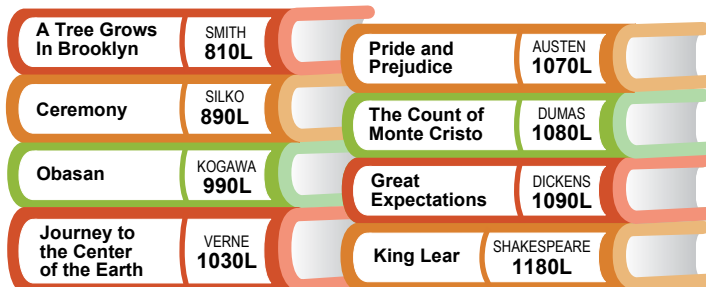 A Tree Grows
In Brooklyn
SMITH
810L
Ceremony
SILKO
890L
Obasan
KOGAWA
990L
Journey to
the Center
of the Earth
VERNE
1030L
Pride and
Prejudice
AUSTEN
1070L
The Count of
Monte Cristo
DUMAS
1080L
Great
Expectations
DICKENS
1090L
King Lear
SHAKESPEARE
1180L